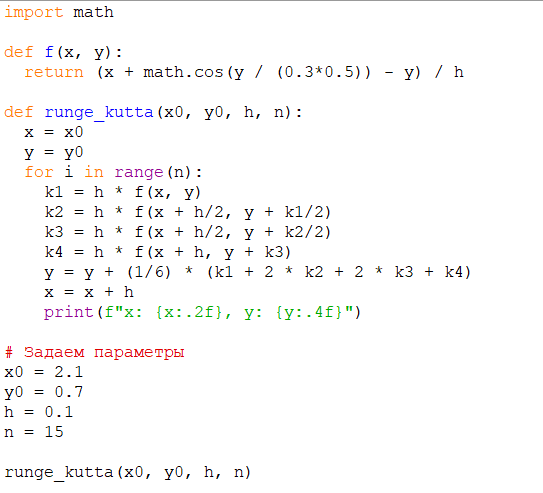 import math

def f(x, y):
  return (x + math.cos(y / (0.3*0.5)) - y) / h

def runge_kutta(x0, y0, h, n):
  x = x0
  y = y0
  for i in range(n):
    k1 = h * f(x, y)
    k2 = h * f(x + h/2, y + k1/2)
    k3 = h * f(x + h/2, y + k2/2)
    k4 = h * f(x + h, y + k3)
    y = y + (1/6) * (k1 + 2 * k2 + 2 * k3 + k4)
    x = x + h
    print(f"x: {x:.2f}, y: {y:.4f}")

# Задаем параметры
x0 = 2.1
y0 = 0.7
h = 0.1
n = 15

runge_kutta(x0, y0, h, n)